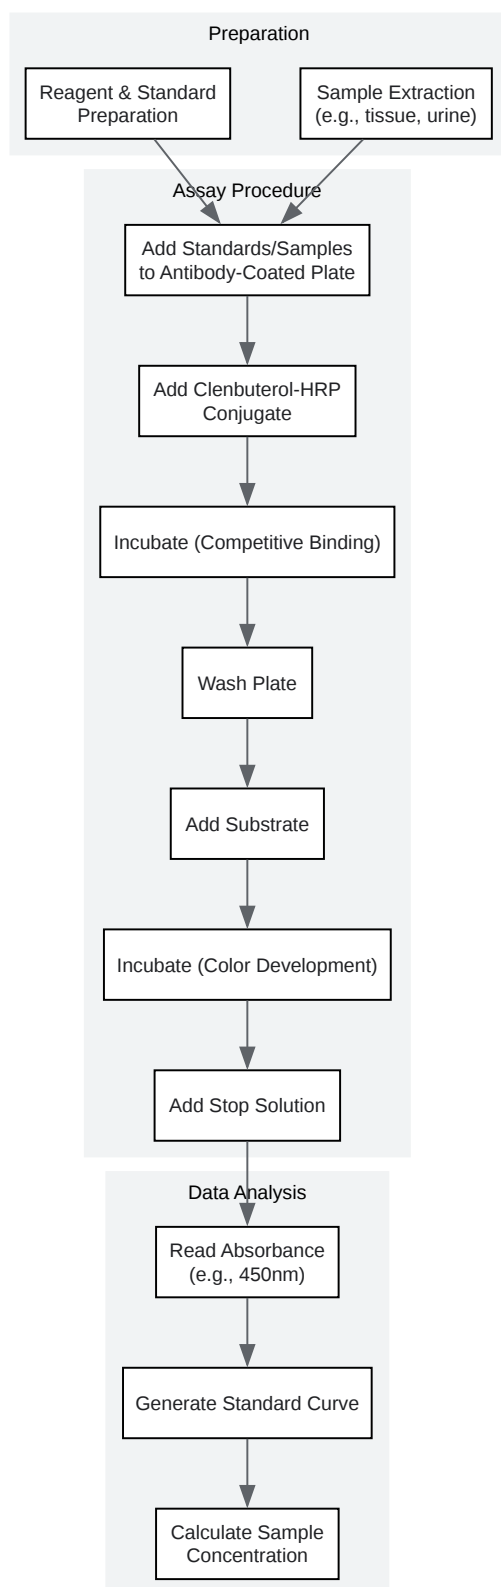 Preparation
Reagent & Standard
Preparation
Sample Extraction
(e.g., tissue, urine)
Assay Procedure
Add Standards/Samples
to Antibody-Coated Plate
Add Clenbuterol-HRP
Conjugate
Incubate (Competitive Binding)
Wash Plate
Add Substrate
Incubate (Color Development)
Add Stop Solution
Data Analysis
Read Absorbance
(e.g., 450nm)
Generate Standard Curve
Calculate Sample
Concentration